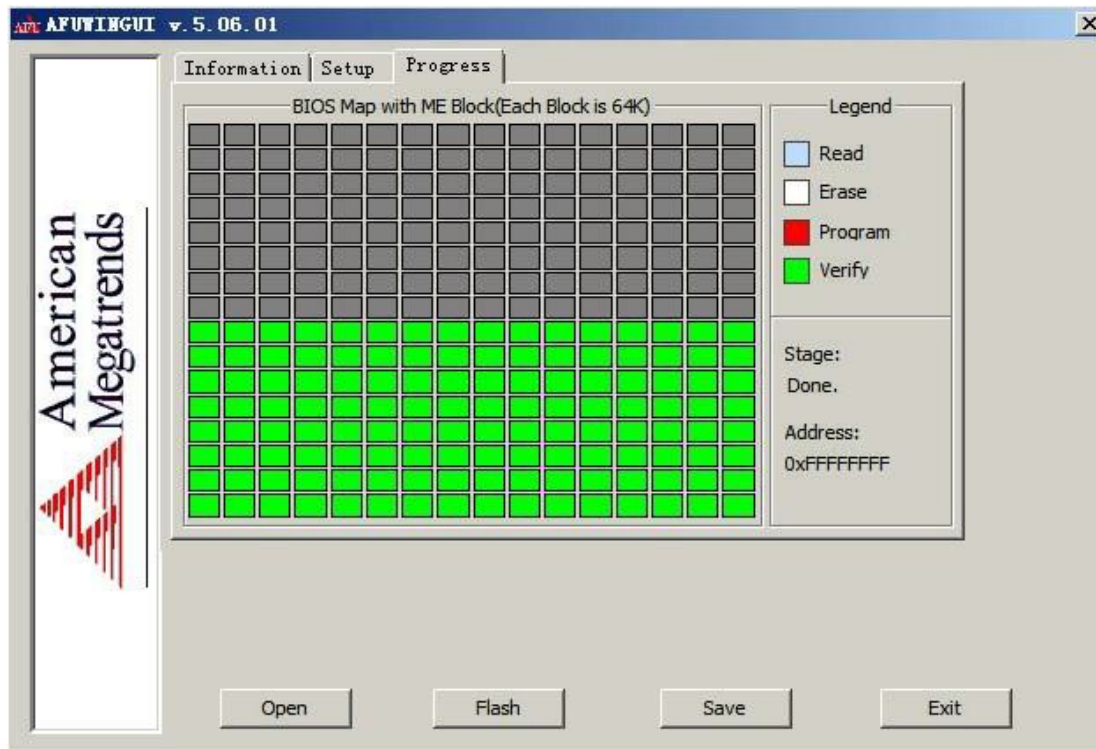 AFU AFUWINGUI v.5.06.01
Information Setup Progress
BIOS Map with ME Block(Each Block is 64K)
Legend
Read
Erase
Program
Verify
Stage:
Done.
Address:
0xFFFFFFFF
American
Megatrends
Open Flash Save Exit